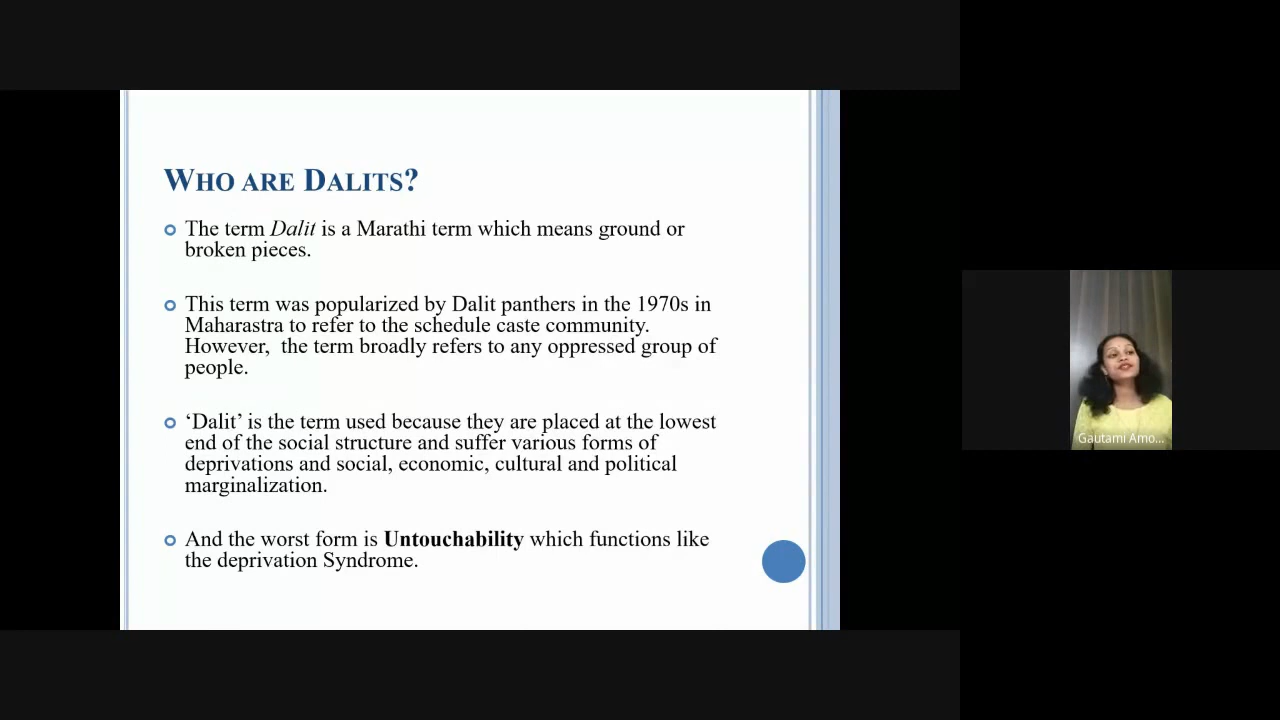 WHO ARE DALITS?
The term Dalit is a Marathi term which means ground or
broken pieces.
This term was popularized by Dalit panthers in the 1970s in
Maharastra to refer to the schedule caste community.
However,  the term broadly refers to any oppressed group of
people.
‘Dalit’ is the term used because they are placed at the lowest
end of the social structure and suffer various forms of
deprivations and social, economic, cultural and political
marginalization.
And the worst form is Untouchability which functions like
the deprivation Syndrome.
Gautami Amo...